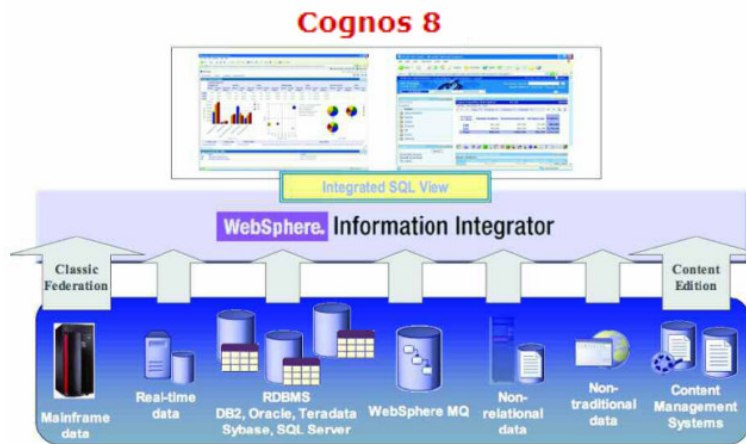 Cognos 8
Integrated SQL View
WebSphere. Information Integrator
Classic
Federation
Content
Edition
Mainframe
data
Real-time
data
RDBMS
DB2, Oracle, Teradata
Sybase, SQL Server
WebSphere MQ
Non-
relational
data
Non-
traditional
data
Content
Management
Systems